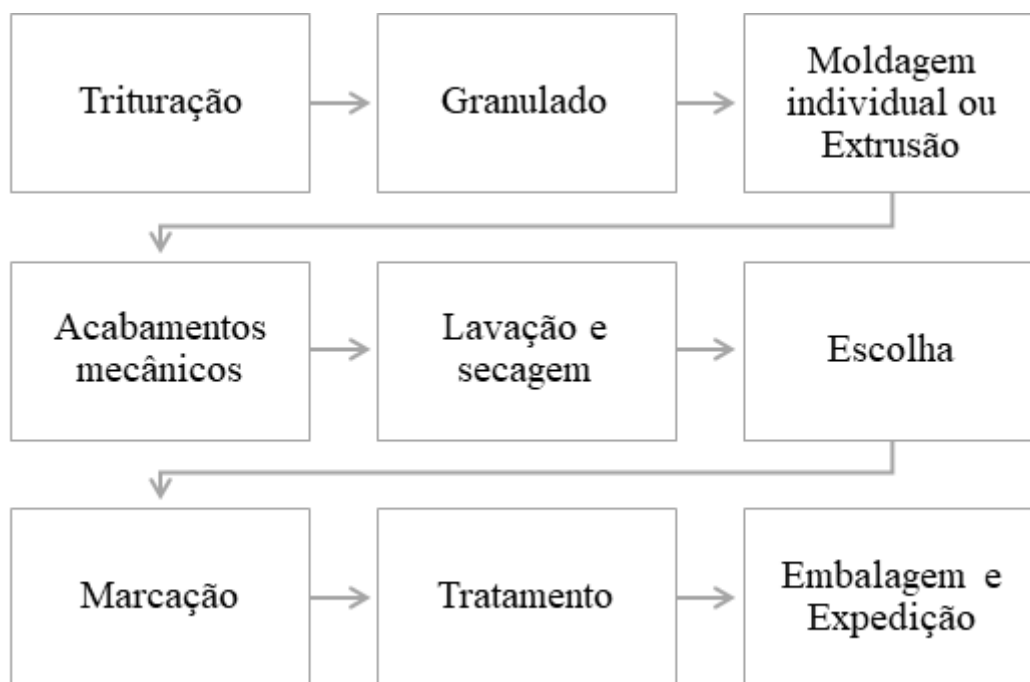 Trituração
Granulado
Moldagem
individual ou
Extrusão
Acabamentos
mecânicos
Lavação e
secagem
Escolha
Marcação
Tratamento
Embalagem e
Expedição